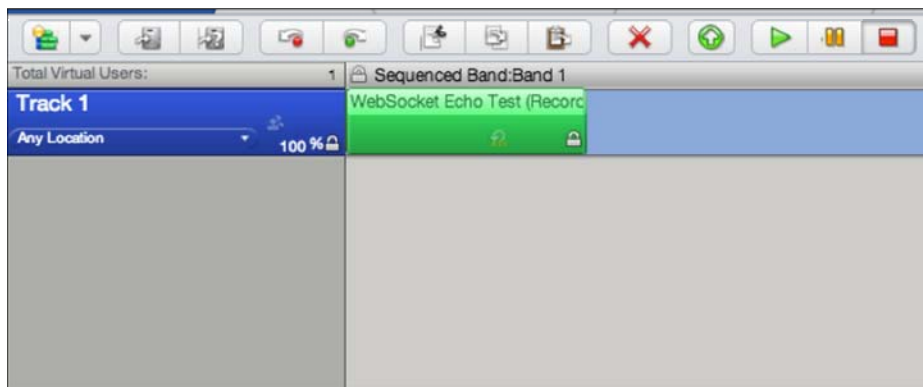 Total Virtual Users: 1
Sequenced Band:Band 1
Track 1
WebSocket Echo Test (Record
Any Location
100 %